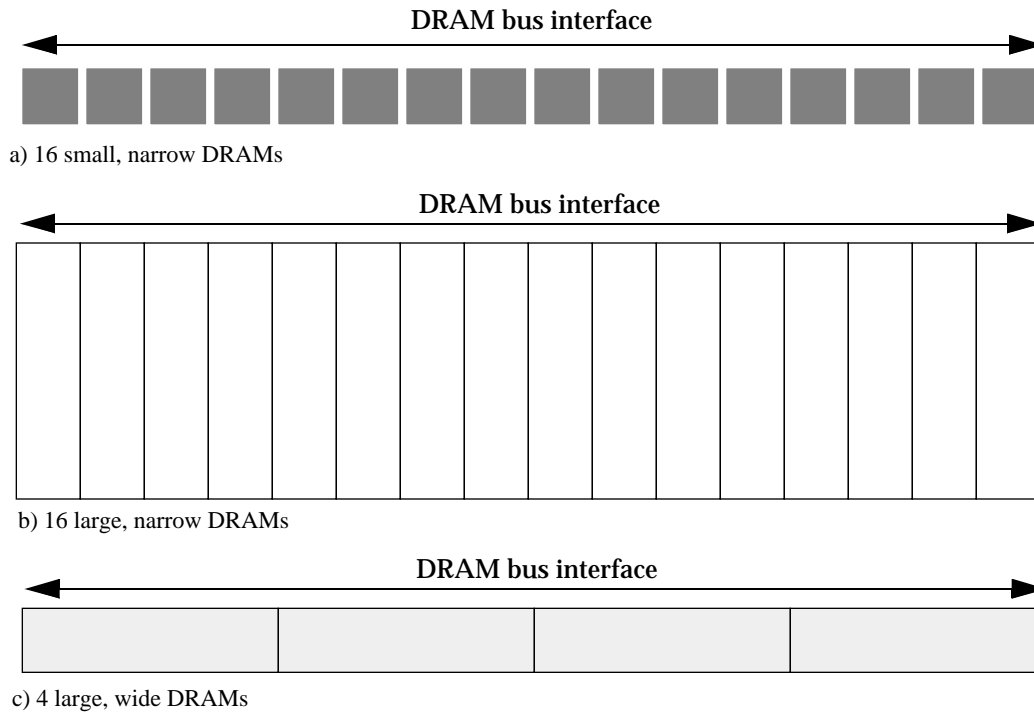 DRAM bus interface
a) 16 small, narrow DRAMs
DRAM bus interface
b) 16 large, narrow DRAMs
DRAM bus interface
c) 4 large, wide DRAMs